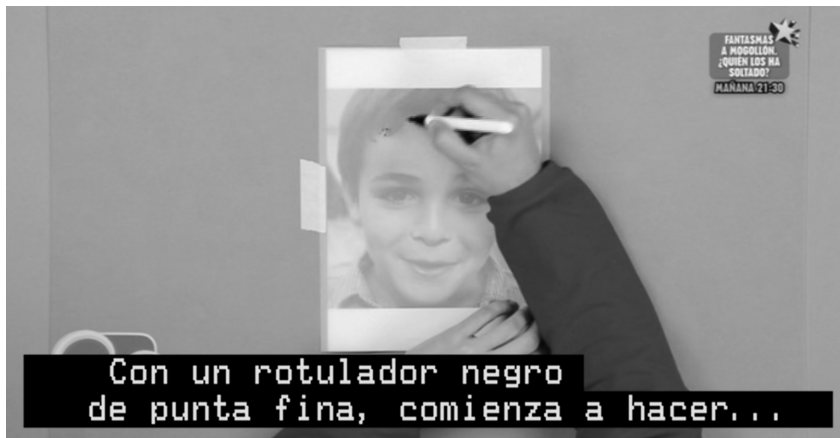 FANTASMAS
A MOGOLLÓN.
¿QUIÉN LOS HA
SOLTADO?
MAÑANA 21:30
Con un rotulador negro
de punta fina, comienza a hacer...